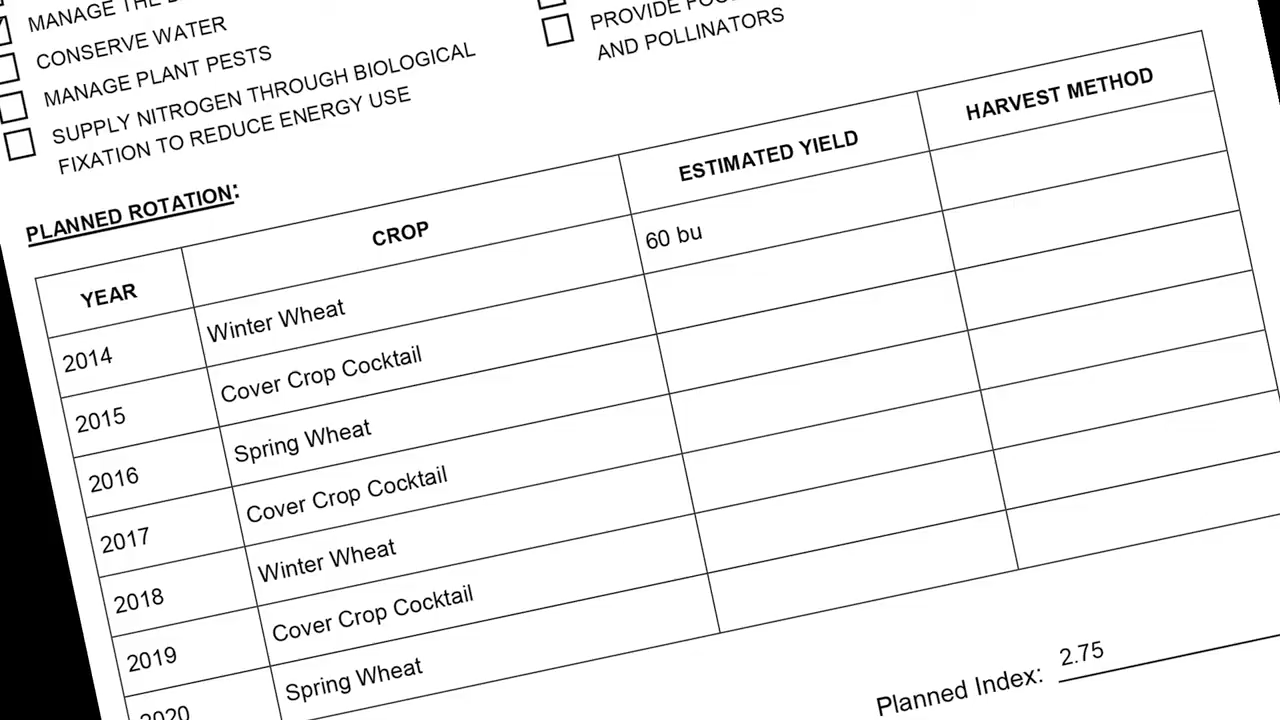 MANAGE THE
CONSERVE WATER
MANAGE PLANT PESTS
SUPPLY NITROGEN THROUGH BIOLOGICAL
FIXATION TO REDUCE ENERGY USE
PROVIDE
AND POLLINATORS
PLANNED ROTATION:
YEAR CROP ESTIMATED YIELD HARVEST METHOD
2014 Winter Wheat 60 bu
2015 Cover Crop Cocktail
2016 Spring Wheat
2017 Cover Crop Cocktail
2018 Winter Wheat
2019 Cover Crop Cocktail
2020 Spring Wheat
Planned Index: 2.75